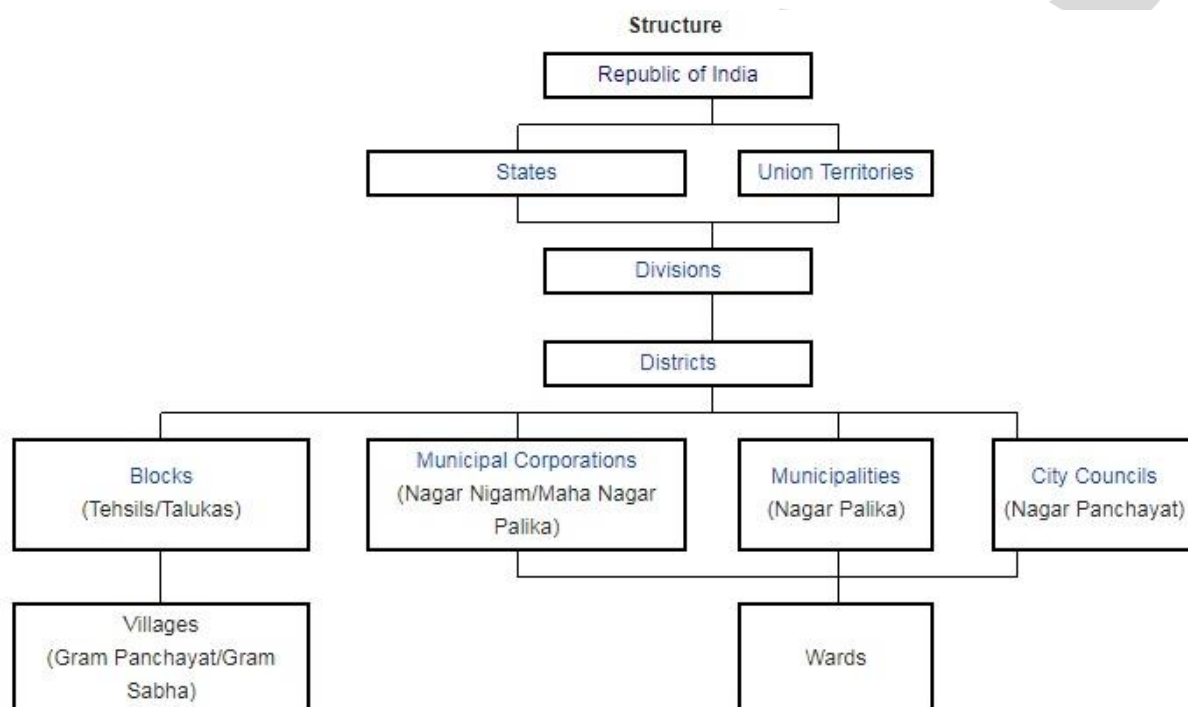 Structure
Republic of India
States
Union Territories
Divisions
Districts
Blocks
(Tehsils/Talukas)
Municipal Corporations
(Nagar Nigam/Maha Nagar
Palika)
Municipalities
(Nagar Palika)
City Councils
(Nagar Panchayat)
Villages
(Gram Panchayat/Gram
Sabha)
Wards